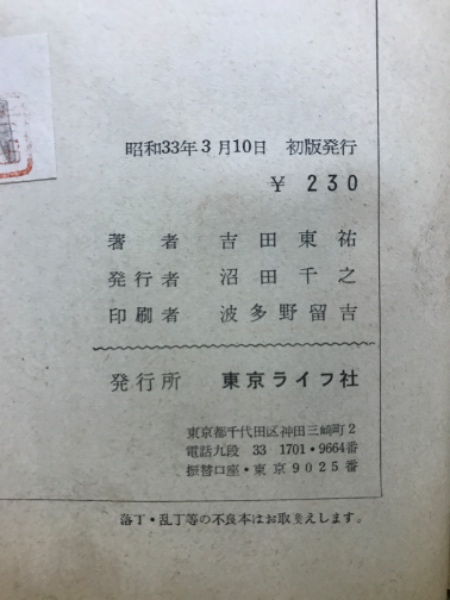 昭和33年3月10日 初版発行
¥ 230
著者 吉田東祐
発行者 沼田千之
印刷者 波多野留吉
発行所 東京ライフ社
東京都千代田区神田三崎町2
電話九段 33 1701・9664番
振替口座・東京9025番
落丁・乱丁等の不良本はお取換えします。